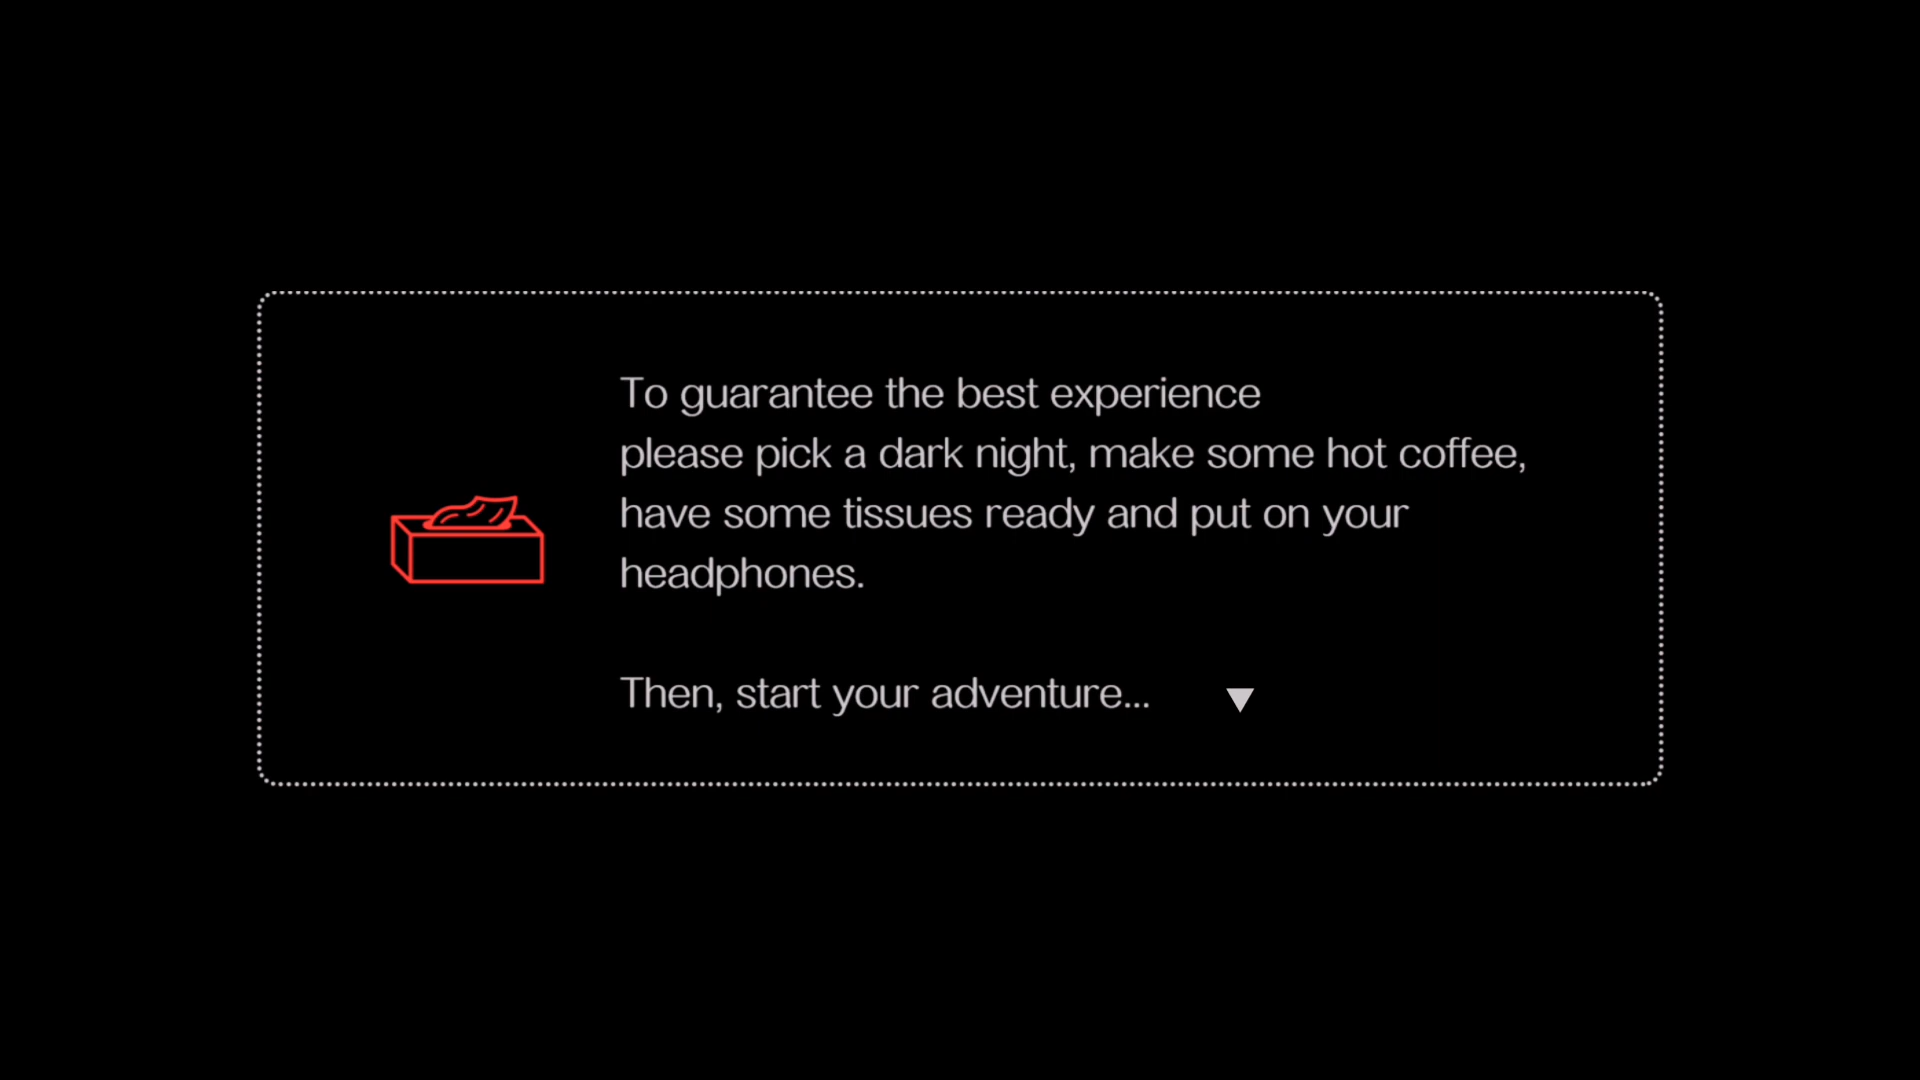 To guarantee the best experience
please pick a dark night, make some hot coffee,
have some tissues ready and put on your
headphones.
Then, start your adventure...